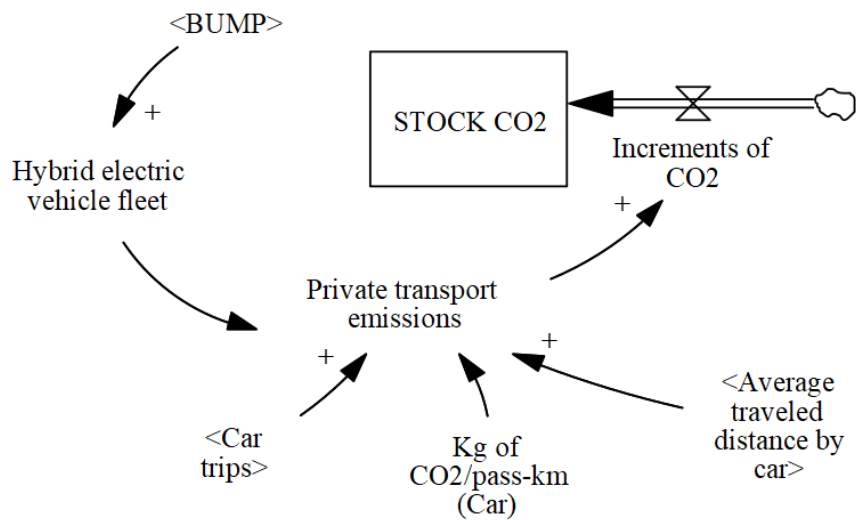 <BUMP>
+
STOCK CO2
Hybrid electric
vehicle fleet
Increments of
CO2
+
Private transport
emissions
+
+
<Car
trips>
Kg of
CO2/pass-km
(Car)
<Average
traveled
distance by
car>